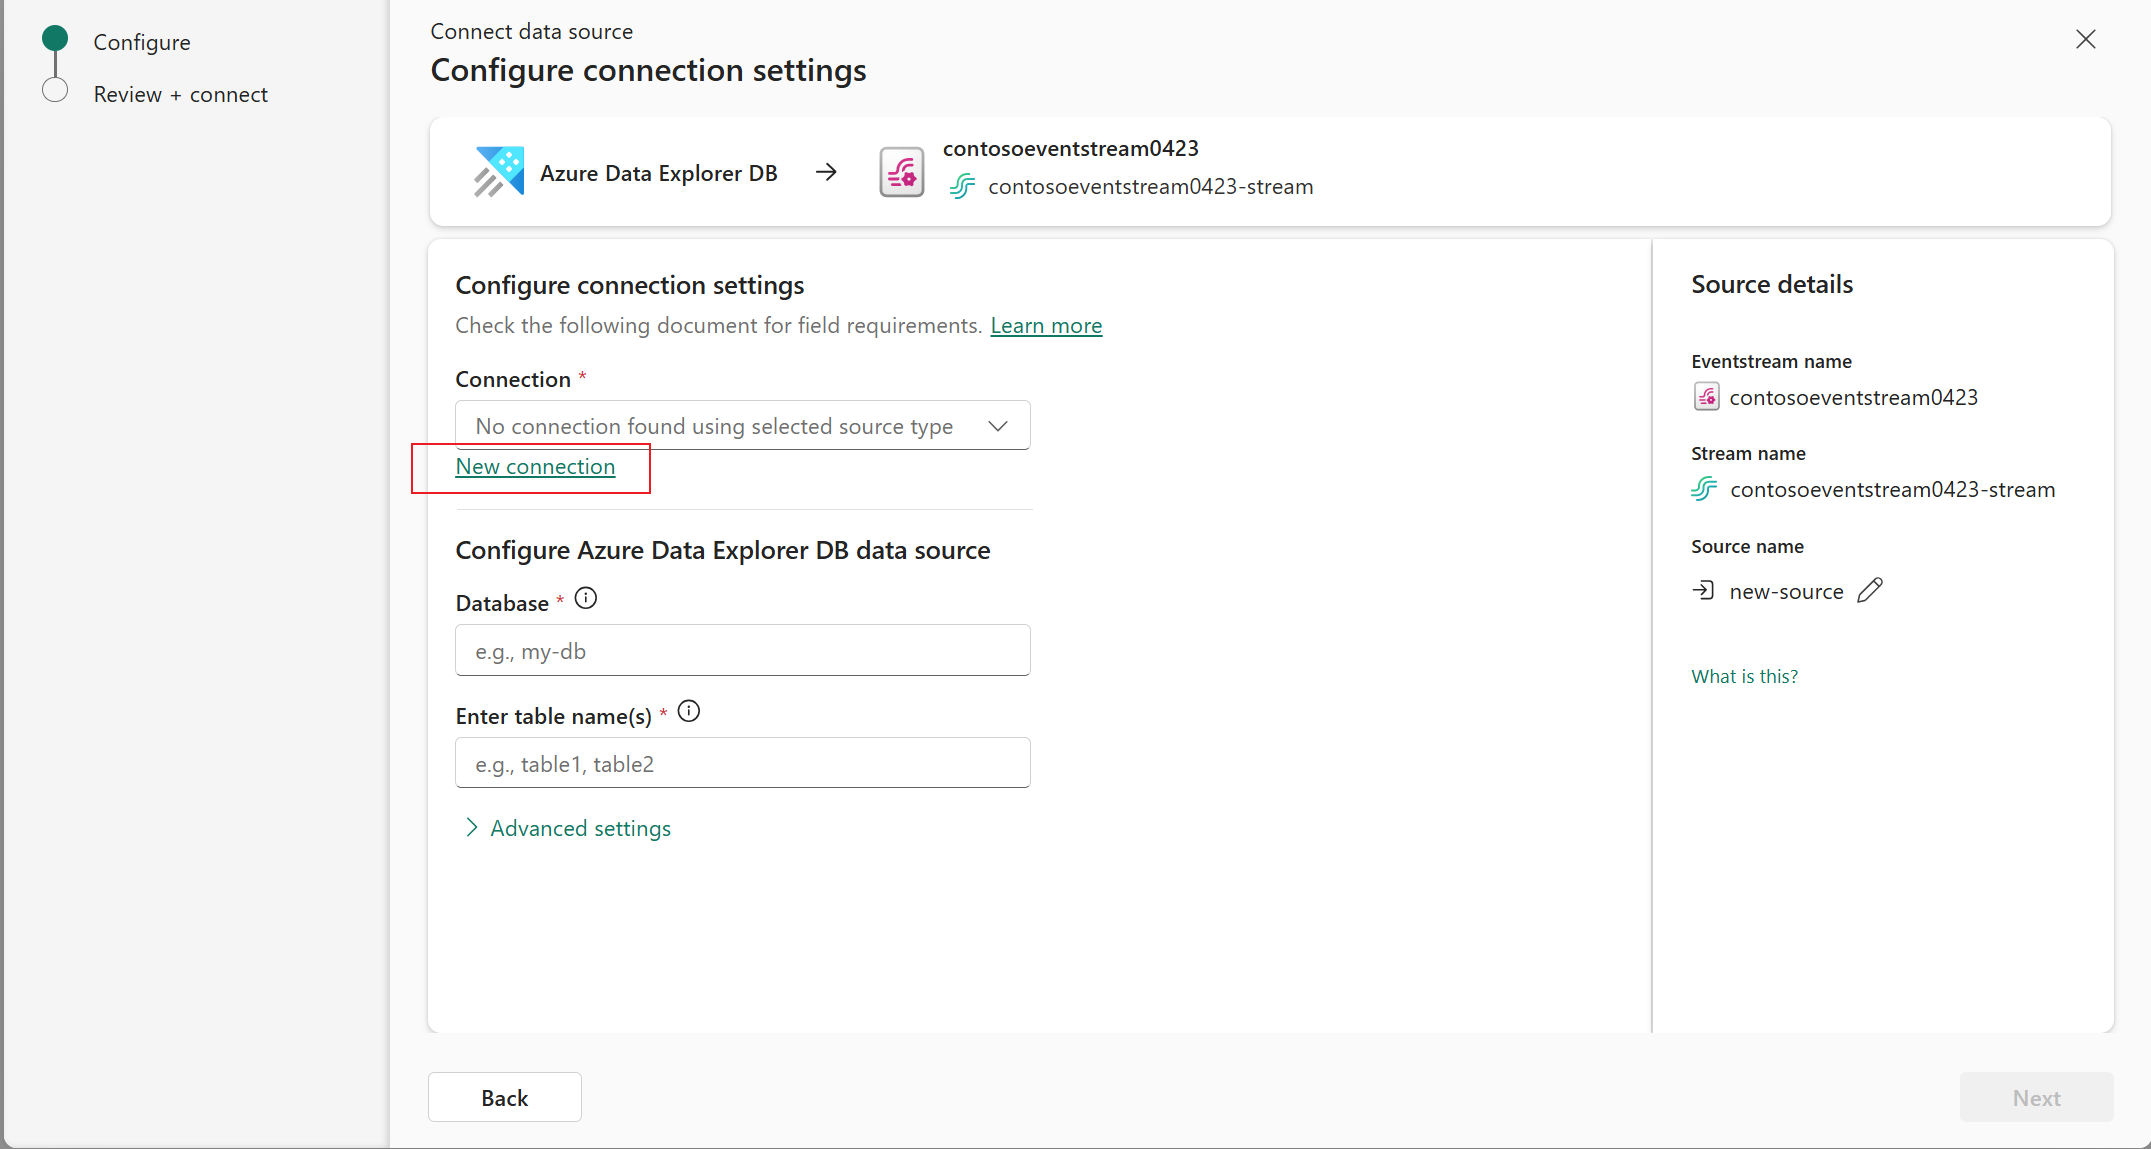 Configure
Review + connect
Connect data source
Configure connection settings
Azure Data Explorer DB
contosoeventstream0423
contosoeventstream0423-stream
Configure connection settings
Check the following document for field requirements. Learn more
Connection *
No connection found using selected source type
New connection
Configure Azure Data Explorer DB data source
Database *
e.g., my-db
Enter table name(s) *
e.g., table1, table2
Advanced settings
Source details
Eventstream name
contosoeventstream0423
Stream name
contosoeventstream0423-stream
Source name
new-source
What is this?
Back
Next